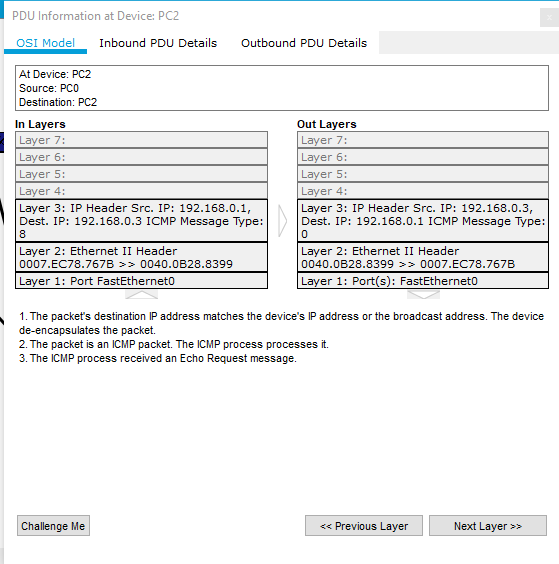 PDU Information at Device: PC2
OSI Model Inbound PDU Details Outbound PDU Details
At Device: PC2
Source: PC0
Destination: PC2
In Layers
Layer 7:
Layer 6:
Layer 5:
Layer 4:
Layer 3: IP Header Src. IP: 192.168.0.1,
Dest. IP: 192.168.0.3 ICMP Message Type:
8
Layer 2: Ethernet II Header
0007.EC78.767B >> 0040.0B28.8399
Layer 1: Port FastEthernet0
Out Layers
Layer 7:
Layer 6:
Layer 5:
Layer 4:
Layer 3: IP Header Src. IP: 192.168.0.3,
Dest. IP: 192.168.0.1 ICMP Message Type:
0
Layer 2: Ethernet II Header
0040.0B28.8399 >> 0007.EC78.767B
Layer 1: Port(s): FastEthernet0
1. The packet's destination IP address matches the device's IP address or the broadcast address. The device
de-encapsulates the packet.
2. The packet is an ICMP packet. The ICMP process processes it.
3. The ICMP process received an Echo Request message.
Challenge Me << Previous Layer Next Layer >>